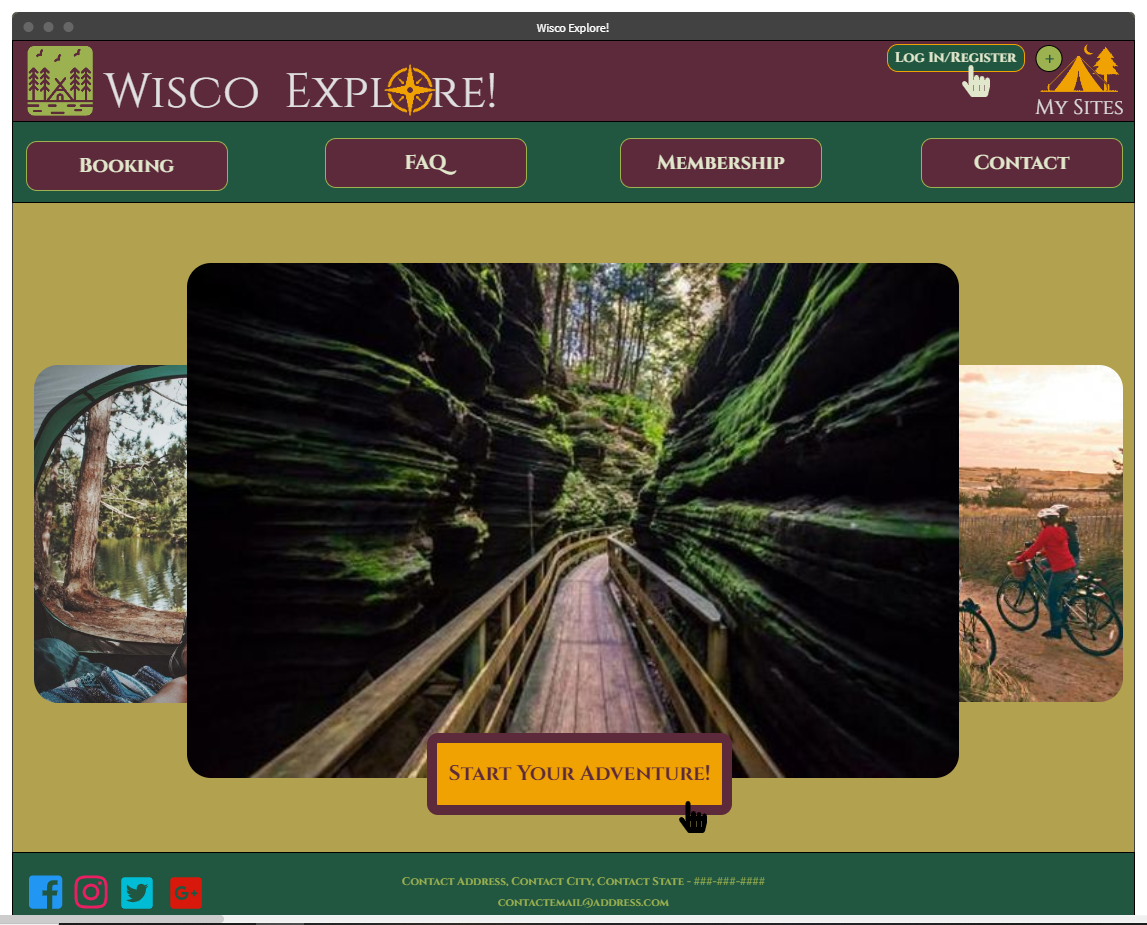 Wisco Explore!
Wisco Explore!
Log In/Register
+
My Sites
Booking
FAQ
Membership
Contact
Start Your Adventure!
f
G+
Contact Address, Contact City, Contact State - ###-###-####
contactemail@address.com